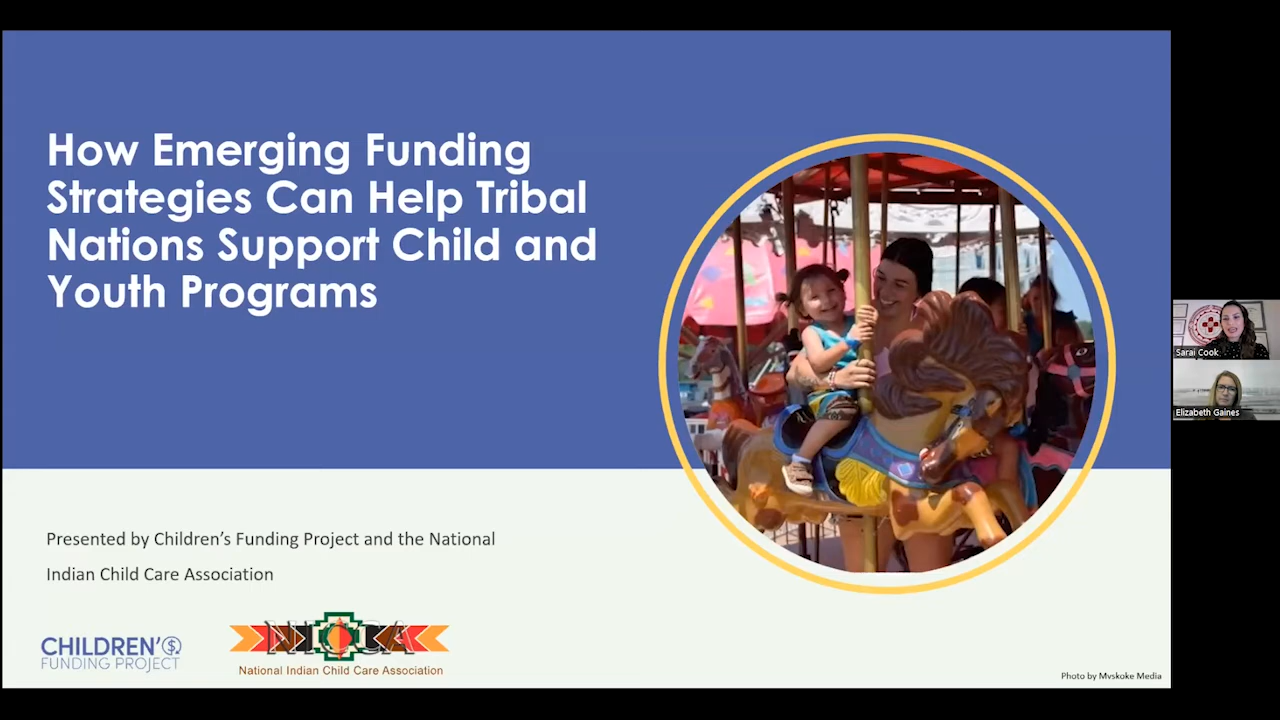 How Emerging Funding
Strategies Can Help Tribal
Nations Support Child and
Youth Programs
Presented by Children's Funding Project and the National
Indian Child Care Association
CHILDREN'S
FUNDING PROJECT
NICCA
National Indian Child Care Association
Photo by Mvskoke Media
Sarai Cook
Elizabeth Gaines